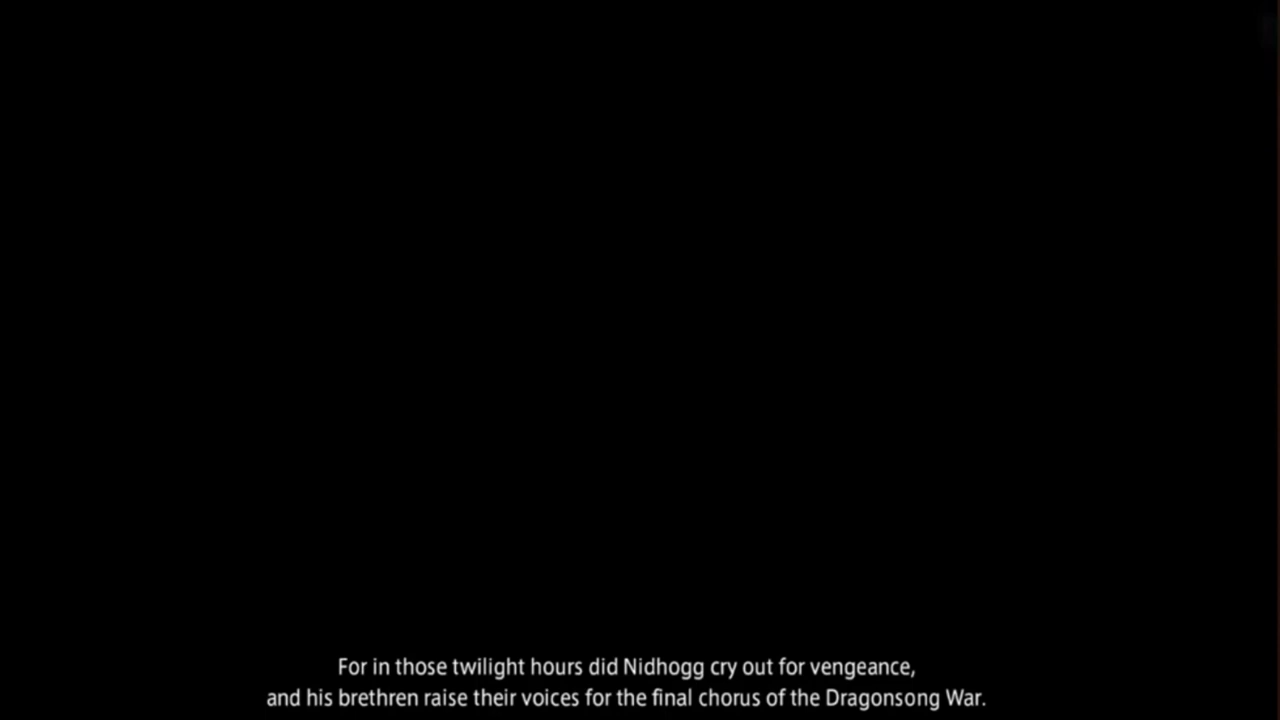 For in those twilight hours did Nidhogg cry out for vengeance,
and his brethren raise their voices for the final chorus of the Dragonsong War.